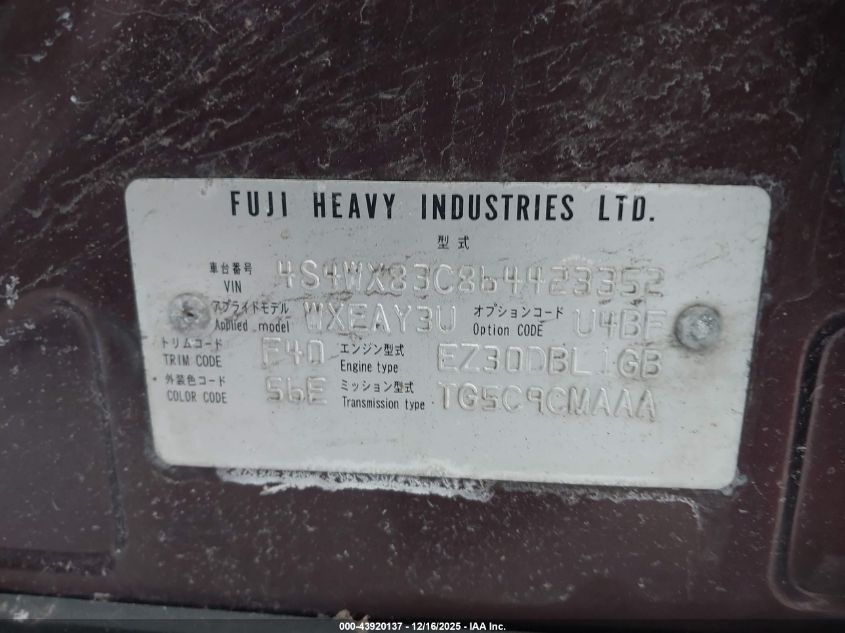 FUJI HEAVY INDUSTRIES LTD.
型式
車台番号 VIN 4S4WX83C864423352
アプライドモデル Applied model WXEAY3U オプションコード Option CODE U4BF
トリムコード TRIM CODE F40 エンジン型式 Engine type EZ30DBL1GB
外装色コード COLOR CODE 56E ミッション型式 Transmission type TG5C9CMAAA
000-43920137 - 12/16/2025 - IAA Inc.